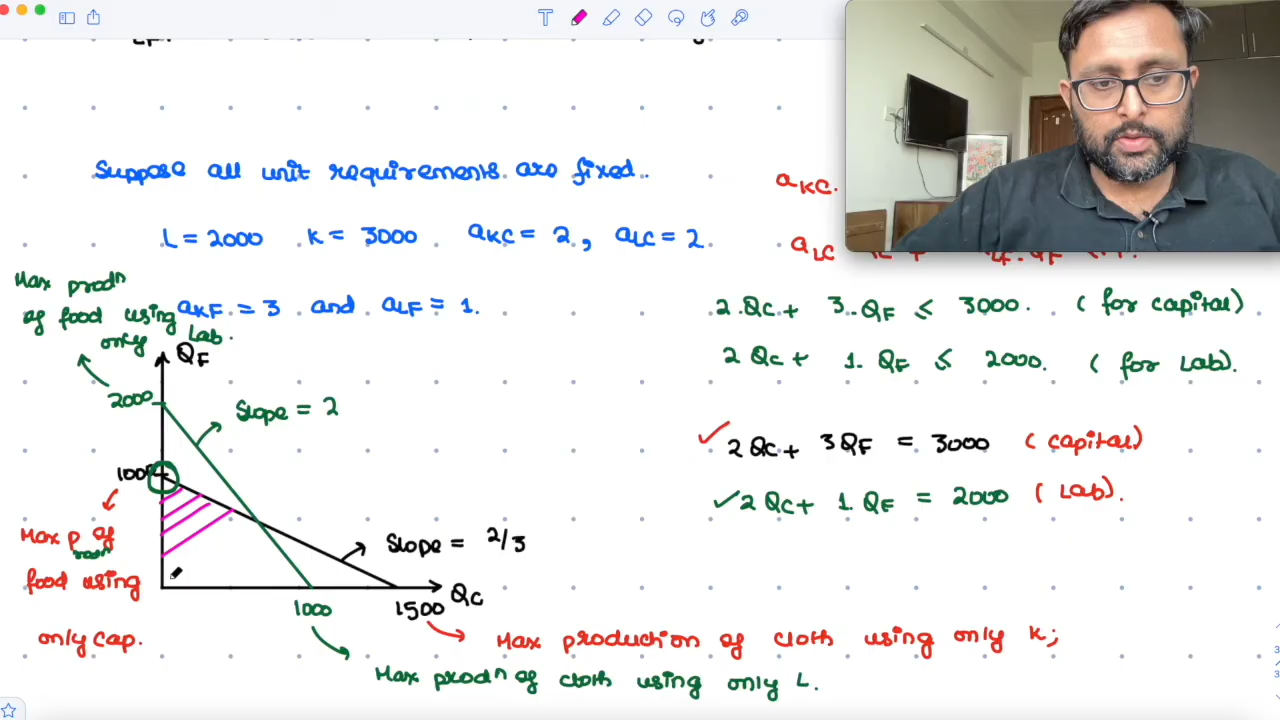 Suppose all unit requirements are fixed.
L = 2000 K = 3000 aKC = 2, aLC = 2
aKF = 3 and aLF = 1.
aKC.
aLC
2.QC + 3.QF ≤ 3000. (for capital)
2 QC + 1.QF ≤ 2000. (for Lab).
✓ 2QC + 3QF = 3000 (capital)
✓ 2QC + 1.QF = 2000 (Lab).
Max prodn
of food using
only Lab.
QF
2000
Slope = 2
1000
Max prodn of
food using
only cap.
Slope = 2/3
QC
1000
1500
Max production of cloth using only K;
Max prodn of cloth using only L.